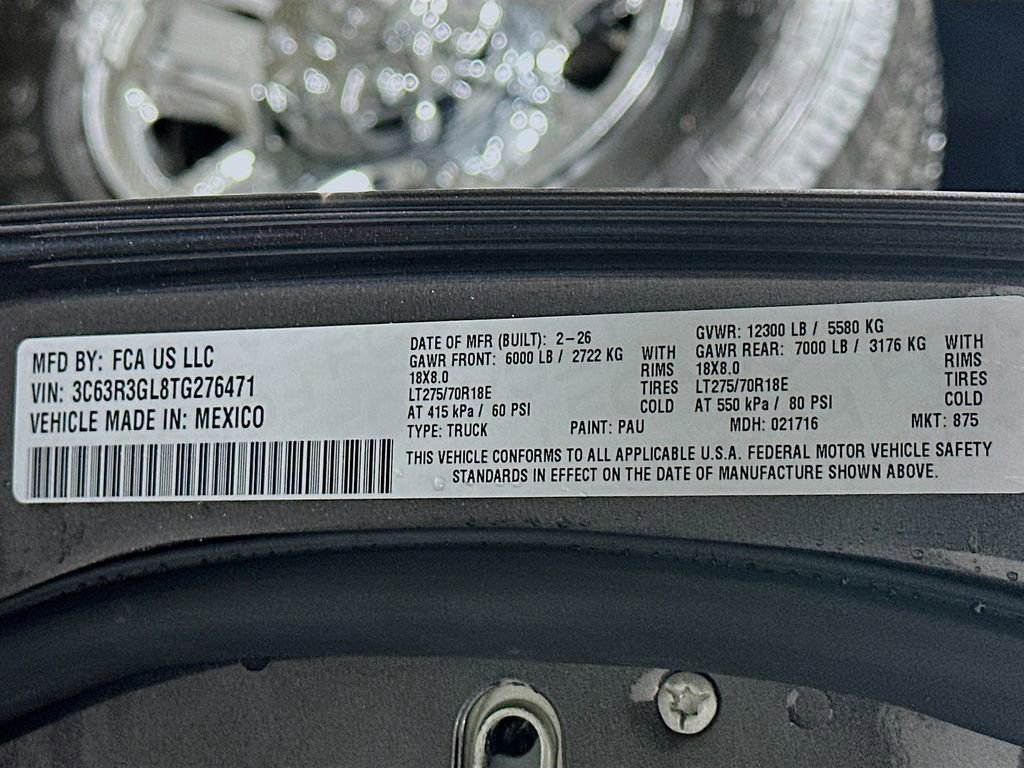 MFD BY: FCA US LLC
VIN: 3C63R3GL8TG276471
VEHICLE MADE IN: MEXICO
DATE OF MFR (BUILT): 2-26
GAWR FRONT: 6000 LB / 2722 KG
18X8.0
LT275/70R18E
AT 415 kPa / 60 PSI
WITH
RIMS
TIRES
COLD
GVWR: 12300 LB / 5580 KG
GAWR REAR: 7000 LB / 3176 KG
18X8.0
LT275/70R18E
AT 550 kPa / 80 PSI
WITH
RIMS
TIRES
COLD
TYPE: TRUCK PAINT: PAU MDH: 021716 MKT: 875
THIS VEHICLE CONFORMS TO ALL APPLICABLE U.S.A. FEDERAL MOTOR VEHICLE SAFETY
STANDARDS IN EFFECT ON THE DATE OF MANUFACTURE SHOWN ABOVE.